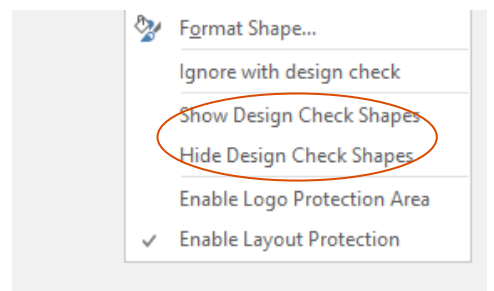 Format Shape...
Ignore with design check
Show Design Check Shapes
Hide Design Check Shapes
Enable Logo Protection Area
Enable Layout Protection